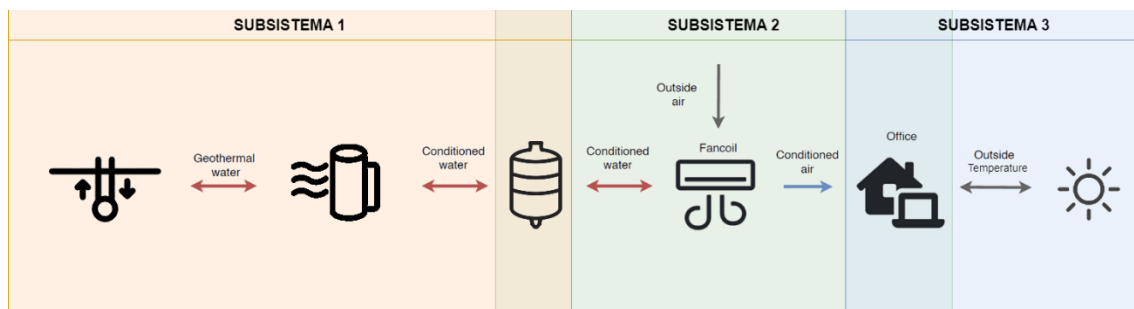 SUBSISTEMA 1
SUBSISTEMA 2
SUBSISTEMA 3
Geothermal
water
Conditioned
water
Conditioned
water
Outside
air
Fancoil
Conditioned
air
Office
Outside
Temperature